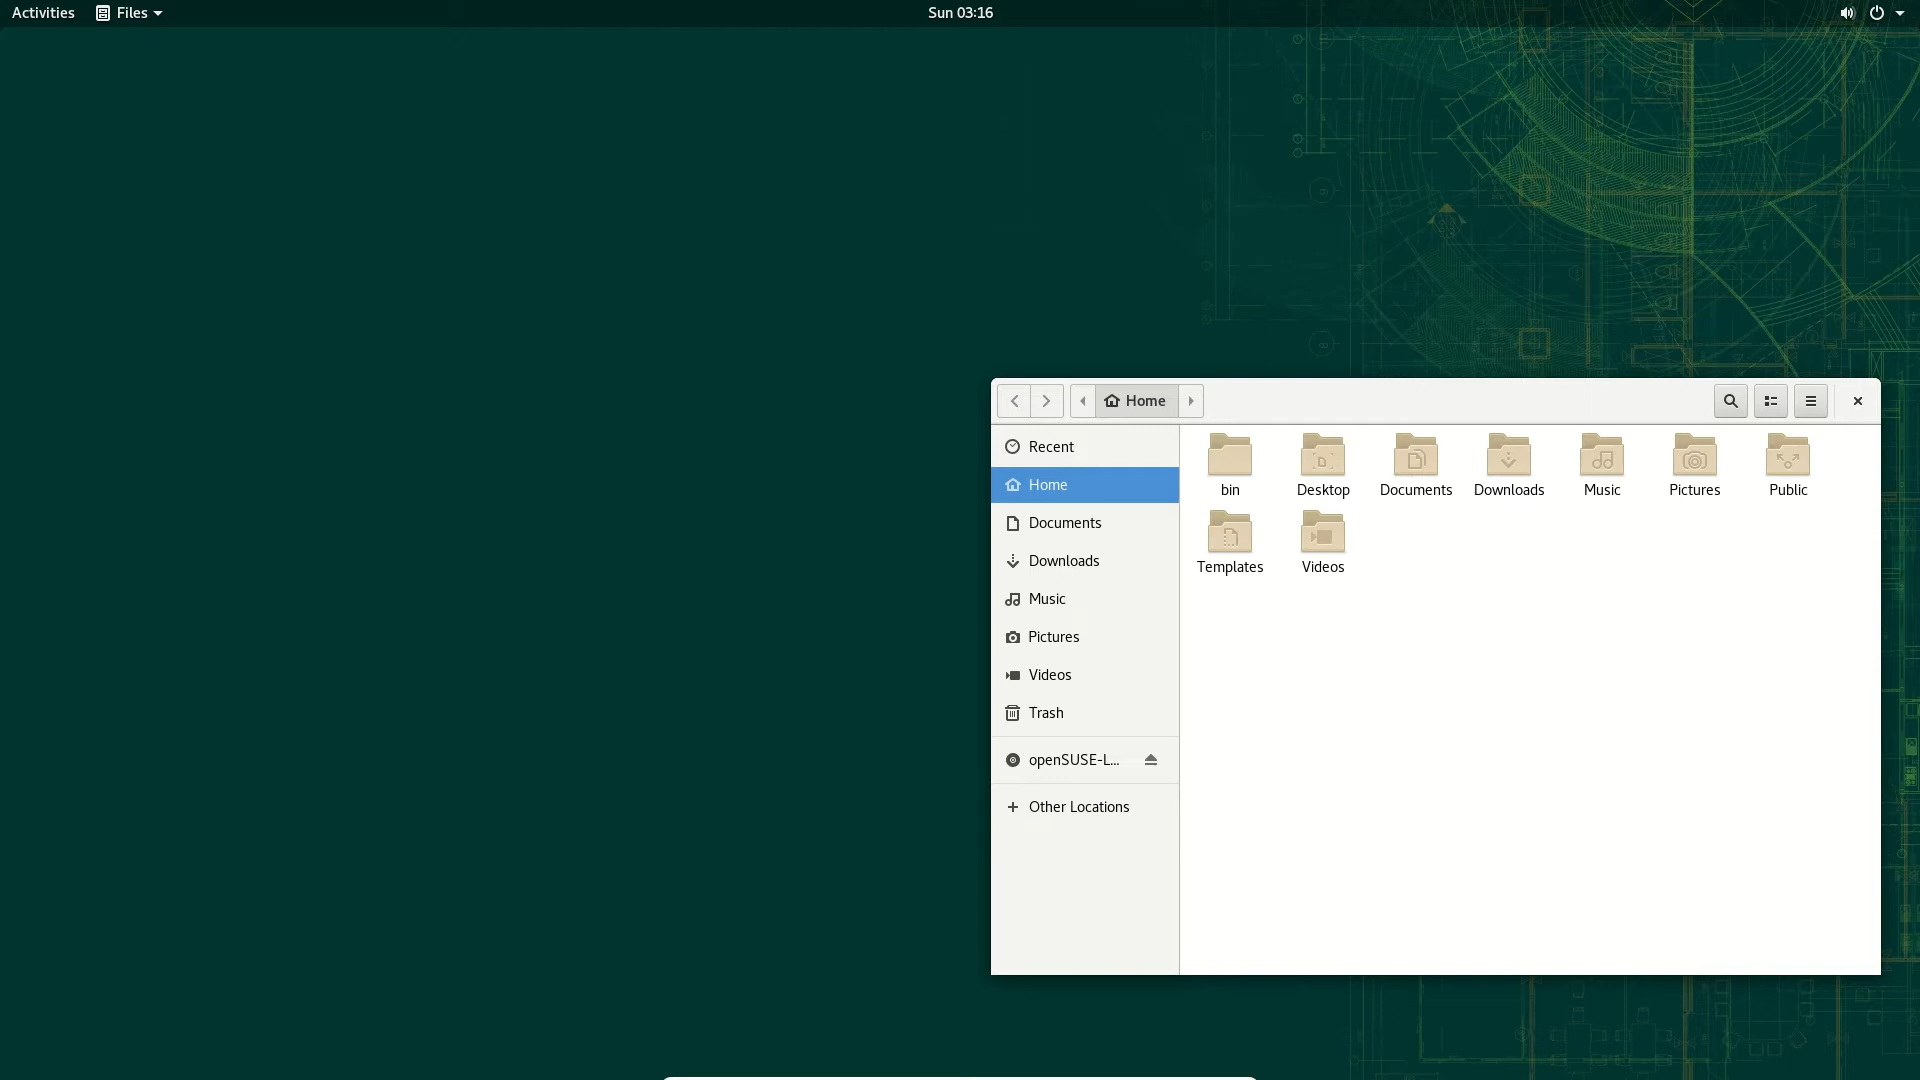 Activities Files Sun 03:16
Home
Recent
Home
Documents
Downloads
Music
Pictures
Videos
Trash
openSUSE-L...
Other Locations
bin Desktop Documents Downloads Music Pictures Public
Templates Videos